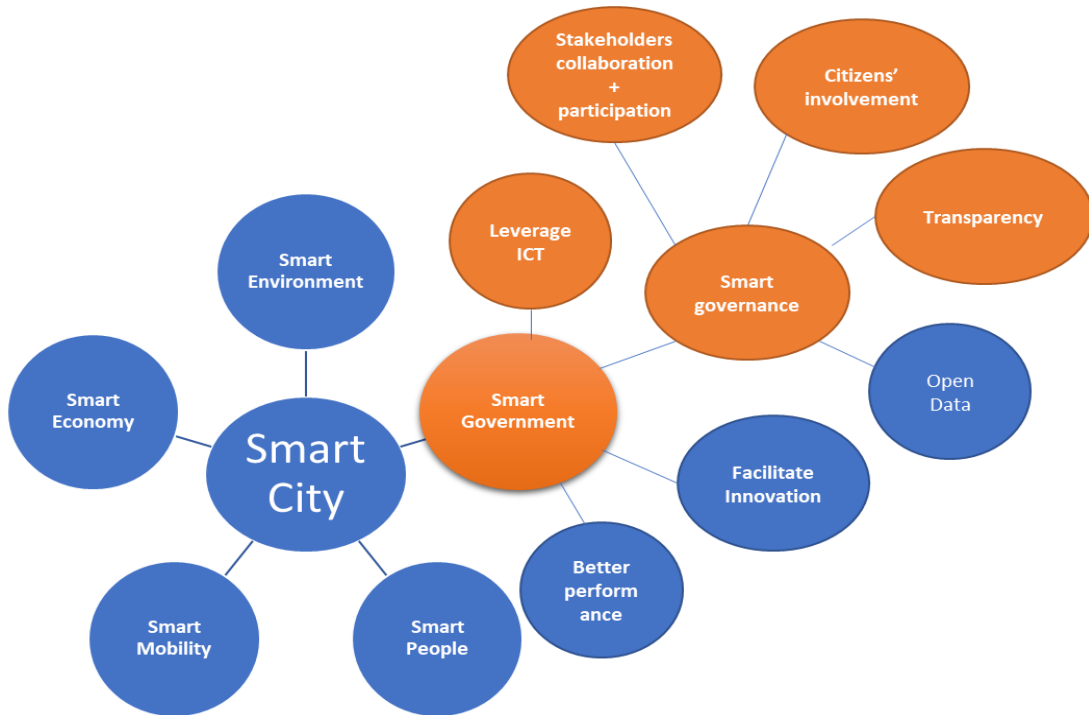 Stakeholders
collaboration
+
participation
Citizens'
involvement
Transparency
Leverage
ICT
Smart
governance
Smart
Environment
Open
Data
Smart
Economy
Smart
Government
Smart
City
Facilitate
Innovation
Better
perform
ance
Smart
Mobility
Smart
People